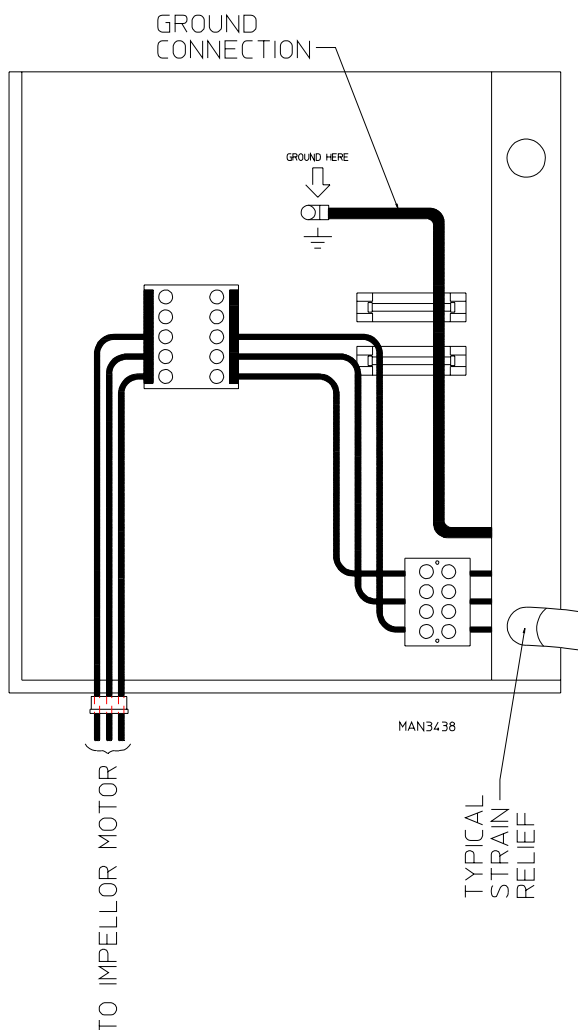 GROUND
CONNECTION
GROUND HERE
MAN3438
TO IMPELLOR MOTOR
TYPICAL
STRAIN
RELIEF